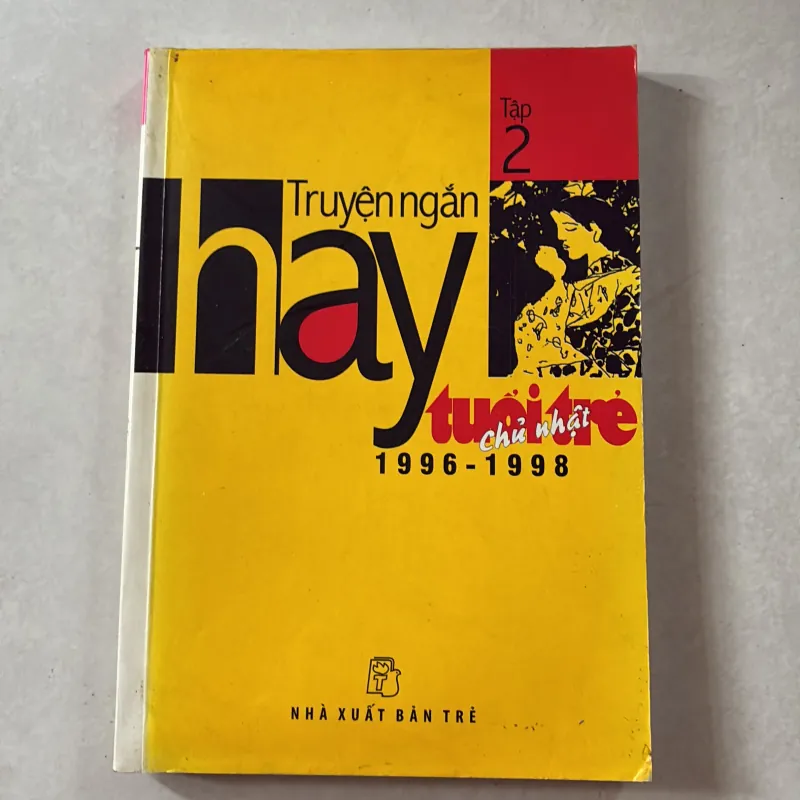 Tập
2
Truyện ngắn
hay
tuổi trẻ
chủ nhật
1996-1998
T
NHÀ XUẤT BẢN TRẺ